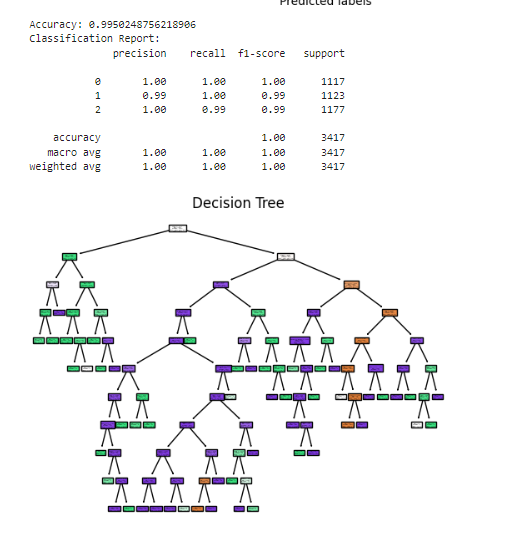 Predicted labels
Accuracy: 0.9950248756218906
Classification Report:
precision recall f1-score support
0 1.00 1.00 1.00 1117
1 0.99 1.00 0.99 1123
2 1.00 0.99 0.99 1177
accuracy 1.00 3417
macro avg 1.00 1.00 1.00 3417
weighted avg 1.00 1.00 1.00 3417
Decision Tree